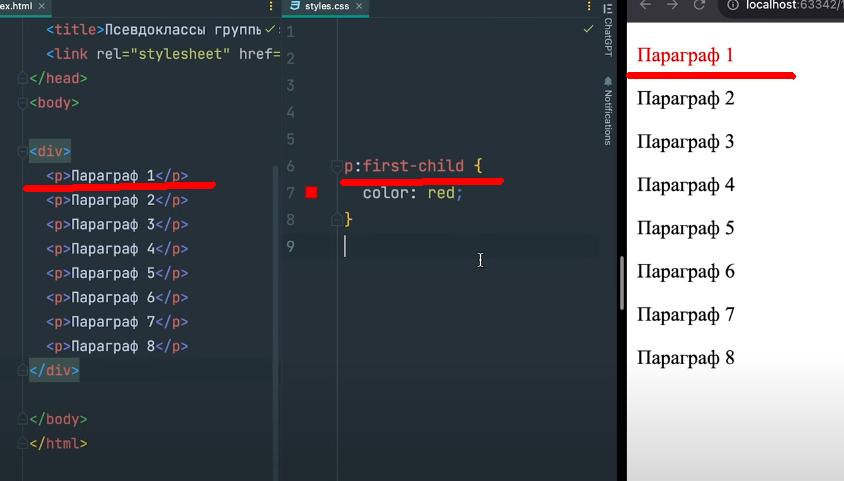 ex.html
<title>Псевдоклассы группы
<link rel="stylesheet" href=
</head>
<body>
<div>
<p>Параграф 1</p>
<p>Параграф 2</p>
<p>Параграф 3</p>
<p>Параграф 4</p>
<p>Параграф 5</p>
<p>Параграф 6</p>
<p>Параграф 7</p>
<p>Параграф 8</p>
</div>
</body>
</html>
styles.css
1
2
3
4
5
6 p:first-child {
7 color: red;
8 }
9
ChatGPT
Notifications
localhost:63342/
Параграф 1
Параграф 2
Параграф 3
Параграф 4
Параграф 5
Параграф 6
Параграф 7
Параграф 8